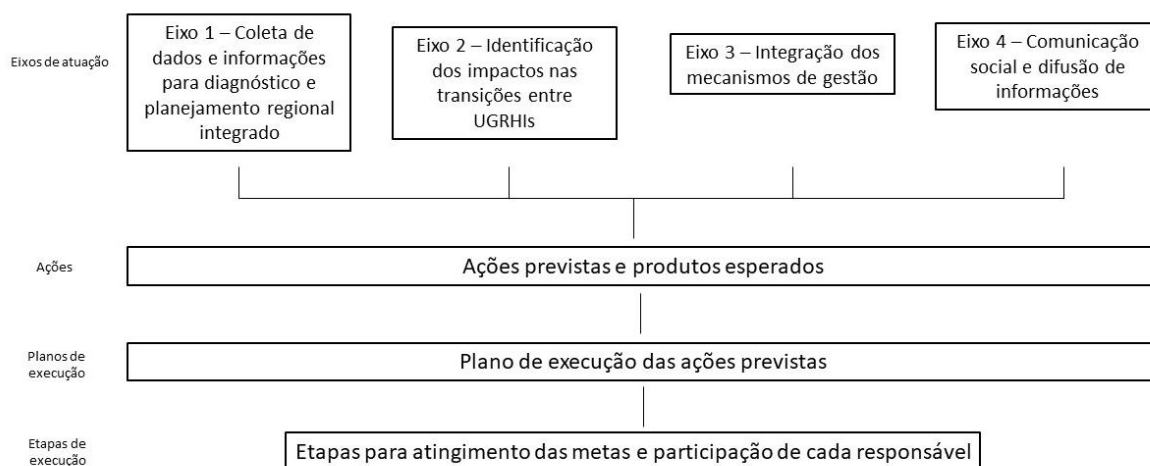 Eixos de atuação
Eixo 1 – Coleta de
dados e informações
para diagnóstico e
planejamento regional
integrado
Eixo 2 – Identificação
dos impactos nas
transições entre
UGRHIs
Eixo 3 – Integração dos
mecanismos de gestão
Eixo 4 – Comunicação
social e difusão de
informações
Ações
Ações previstas e produtos esperados
Planos de
execução
Plano de execução das ações previstas
Etapas de
execução
Etapas para atingimento das metas e participação de cada responsável